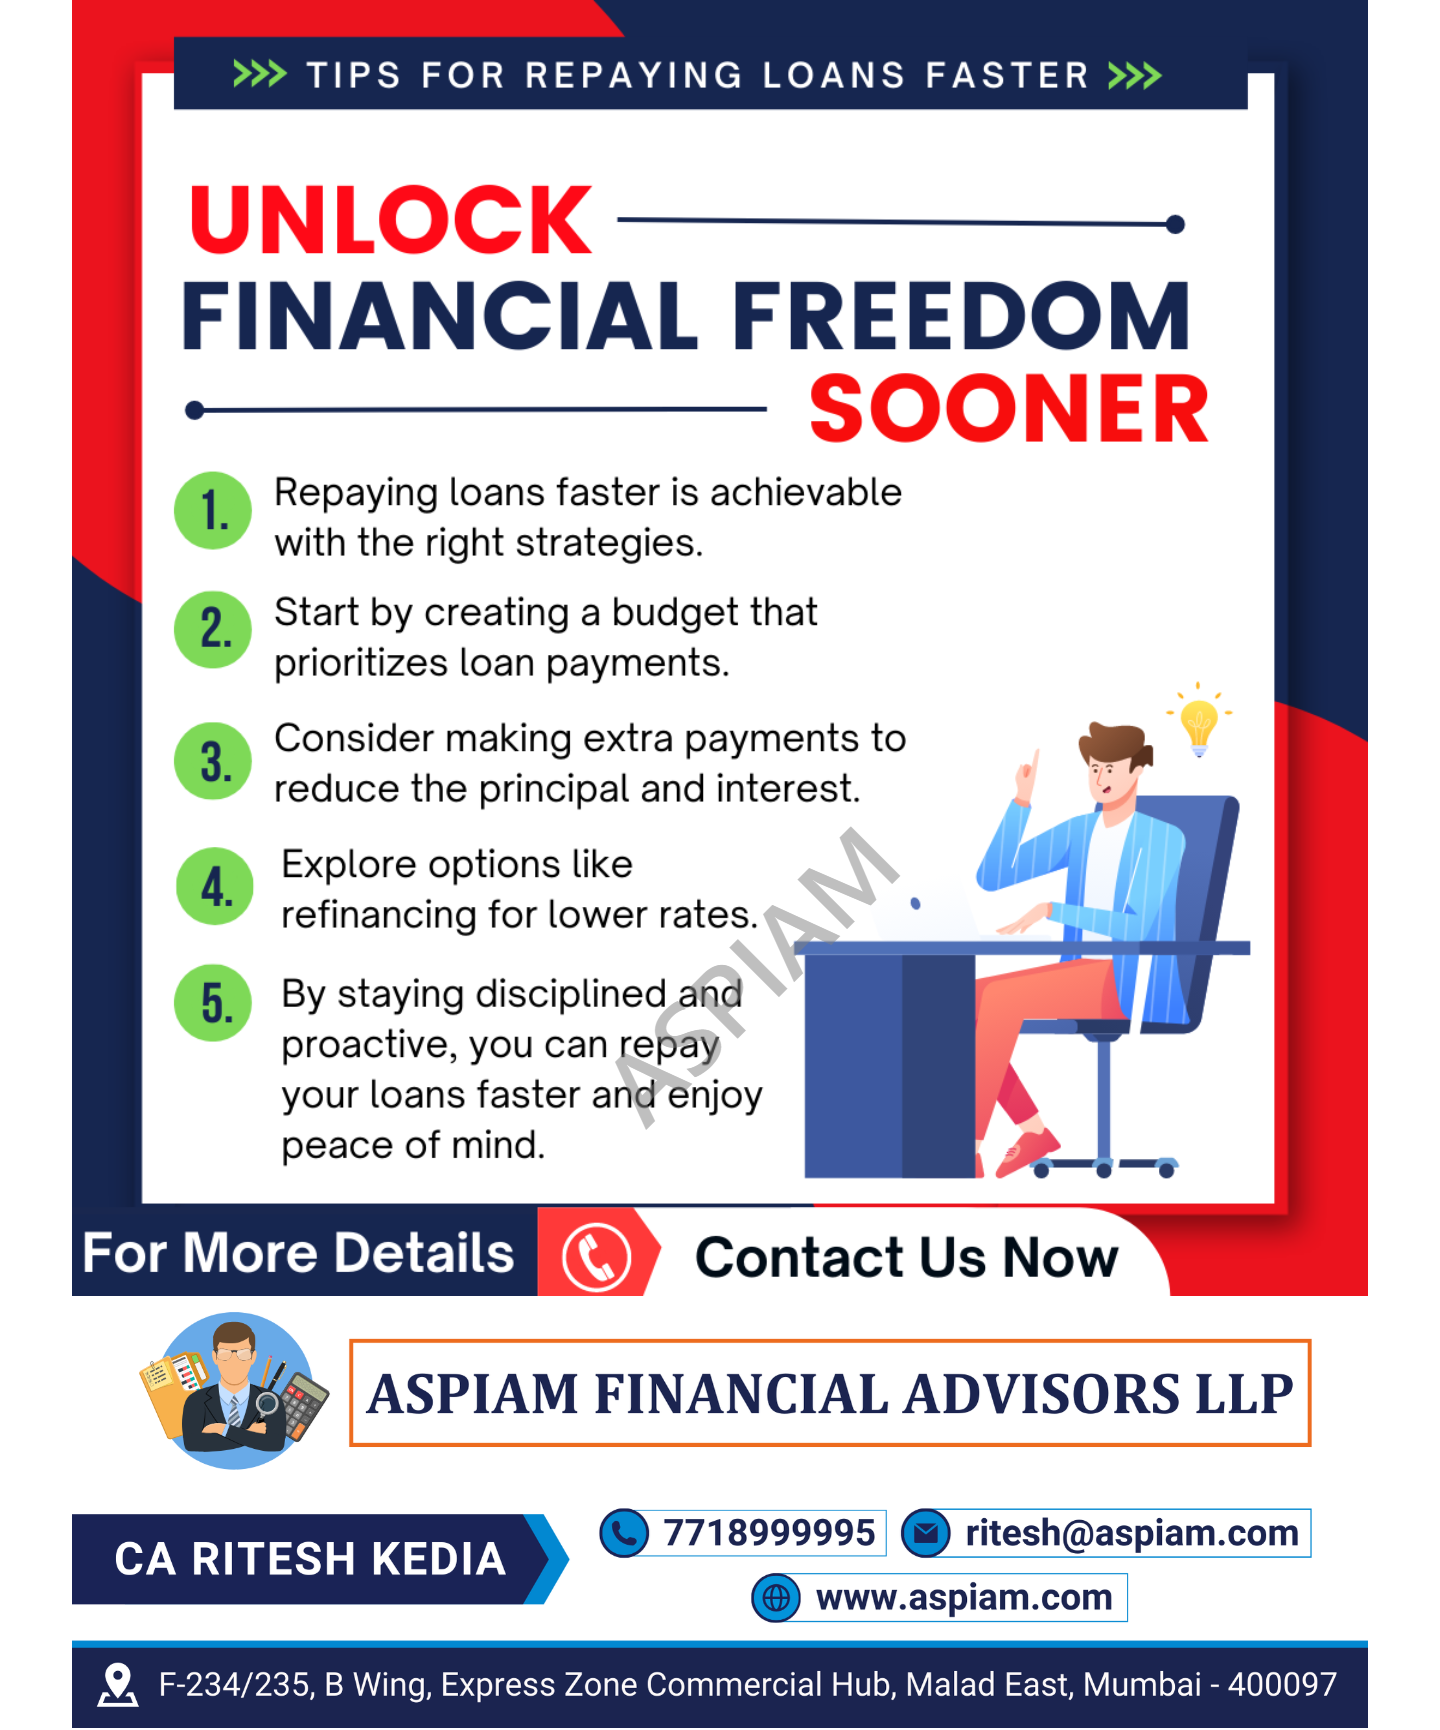 >>> TIPS FOR REPAYING LOANS FASTER >>>
UNLOCK
FINANCIAL FREEDOM
SOONER
1. Repaying loans faster is achievable
with the right strategies.
2. Start by creating a budget that
prioritizes loan payments.
3. Consider making extra payments to
reduce the principal and interest.
4. Explore options like
refinancing for lower rates.
5. By staying disciplined and
proactive, you can repay
your loans faster and enjoy
peace of mind.
ASPIAM
For More Details Contact Us Now
ASPIAM FINANCIAL ADVISORS LLP
CA RITESH KEDIA
7718999995 ritesh@aspiam.com
www.aspiam.com
F-234/235, B Wing, Express Zone Commercial Hub, Malad East, Mumbai - 400097